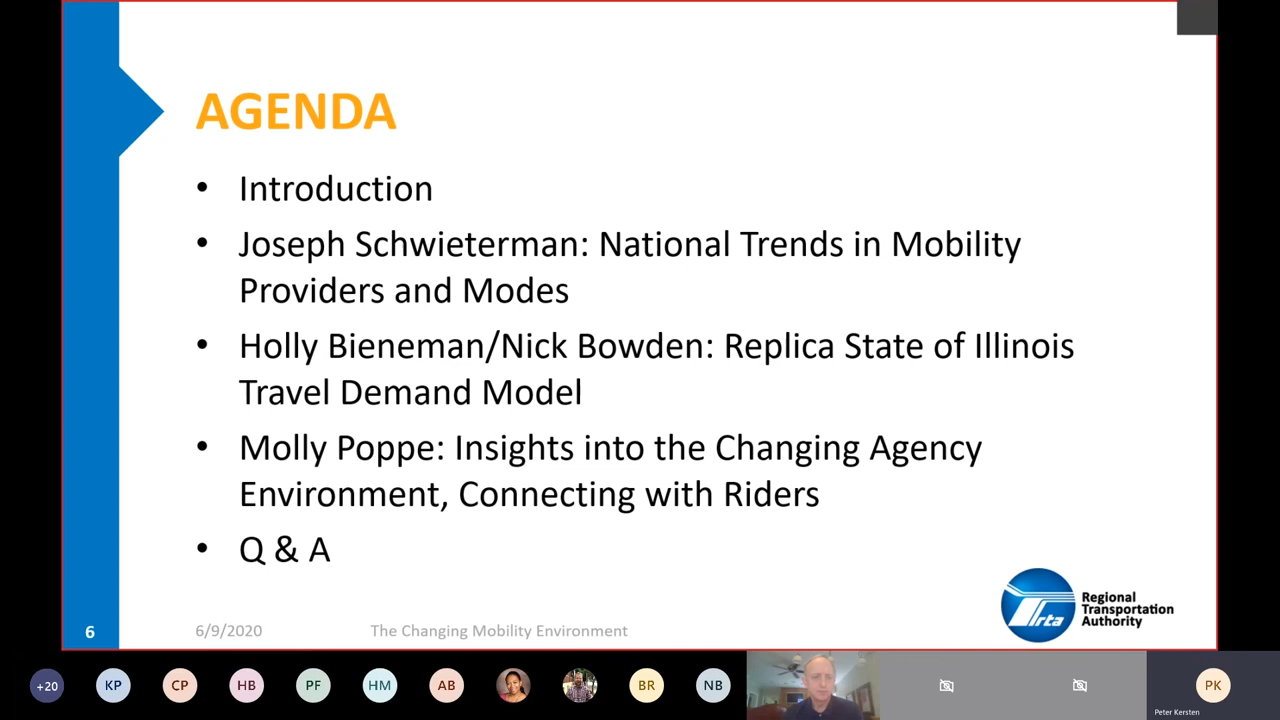 AGENDA
• Introduction
• Joseph Schwieterman: National Trends in Mobility
Providers and Modes
• Holly Bieneman/Nick Bowden: Replica State of Illinois
Travel Demand Model
• Molly Poppe: Insights into the Changing Agency
Environment, Connecting with Riders
• Q & A
rta
Regional
Transportation
Authority
6
6/9/2020
The Changing Mobility Environment
+20
KP
CP
HB
PF
HM
AB
BR
NB
PK
Peter Kersten